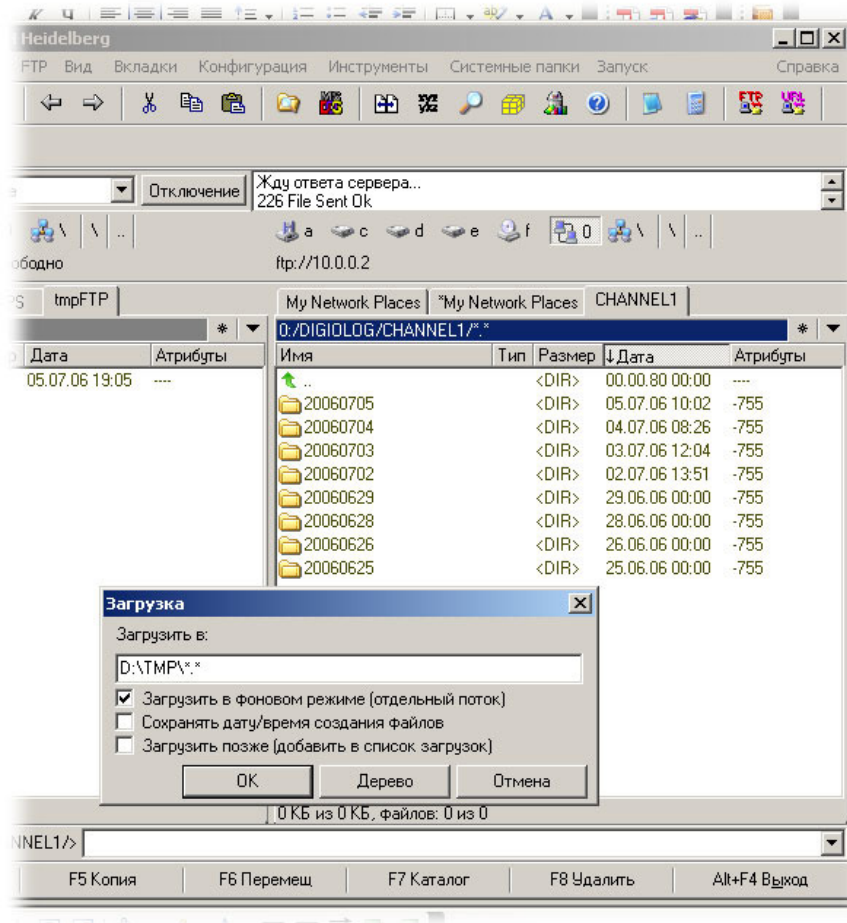 Heidelberg
FTP Вид Вкладки Конфигурация Инструменты Системные папки Запуск Справка
Отключение
Жду ответа сервера...
226 File Sent Ok
\ \ .. a c d e f 0 \ \ ..
ftp://10.0.0.2
tmpFTP My Network Places *My Network Places CHANNEL1
* 0:/DIGIOLOG/CHANNEL1/*.* *
Дата Атрибуты Имя Тип Размер ↓Дата Атрибуты
05.07.06 19:05 ---- .. <DIR> 00.00.80 00:00 ----
20060705 <DIR> 05.07.06 10:02 -755
20060704 <DIR> 04.07.06 08:26 -755
20060703 <DIR> 03.07.06 12:04 -755
20060702 <DIR> 02.07.06 13:51 -755
20060629 <DIR> 29.06.06 00:00 -755
20060628 <DIR> 28.06.06 00:00 -755
20060626 <DIR> 26.06.06 00:00 -755
20060625 <DIR> 25.06.06 00:00 -755
Загрузка
Загрузить в:
D:\TMP\*.*
Загрузить в фоновом режиме (отдельный поток)
Сохранять дату/время создания файлов
Загрузить позже (добавить в список загрузок)
OK Дерево Отмена
0 КБ из 0 КБ, файлов: 0 из 0
NNEL1/>
F5 Копия F6 Перемещ F7 Каталог F8 Удалить Alt+F4 Выход